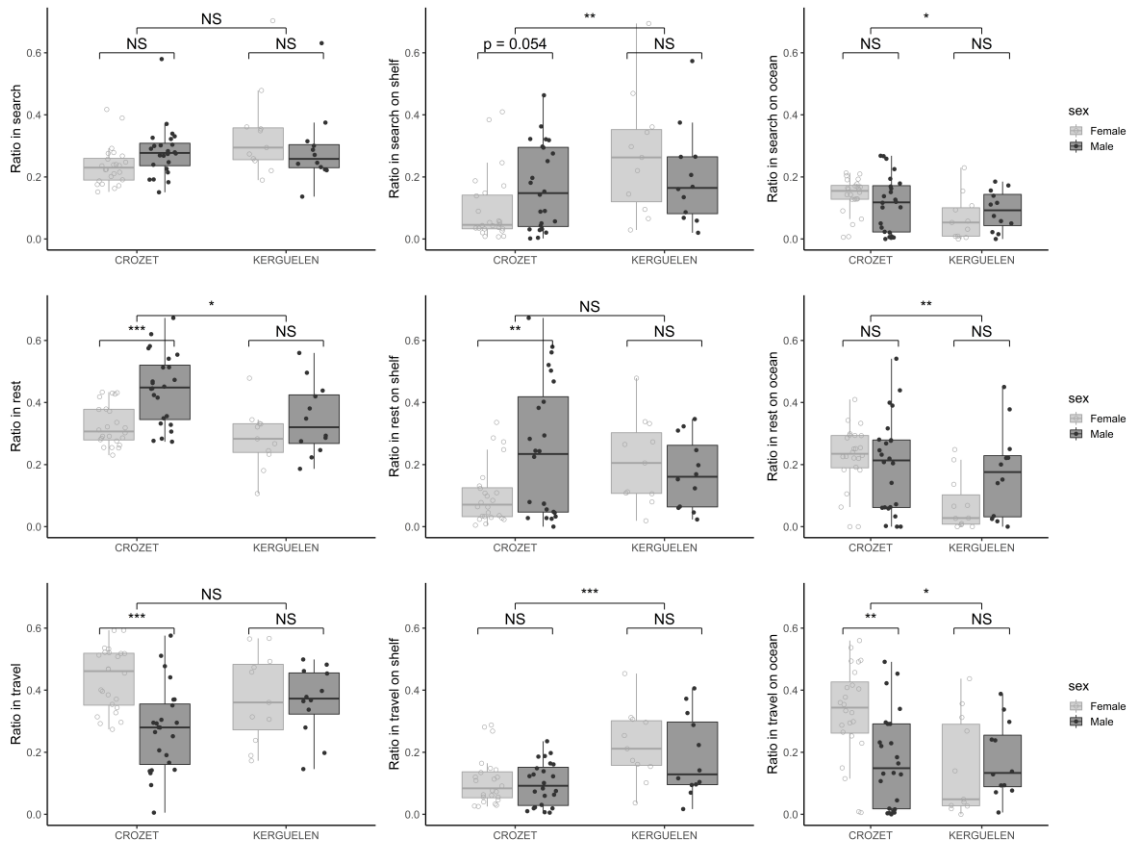 NS
NS
NS
Ratio in search
0.6
0.4
0.2
0.0
CROZET
KERGUELEN
**
p = 0.054
NS
Ratio in search on shelf
0.6
0.4
0.2
0.0
CROZET
KERGUELEN
*
NS
NS
Ratio in search on ocean
0.6
0.4
0.2
0.0
CROZET
KERGUELEN
sex
Female
Male
*
***
NS
Ratio in rest
0.6
0.4
0.2
0.0
CROZET
KERGUELEN
NS
**
NS
Ratio in rest on shelf
0.6
0.4
0.2
0.0
CROZET
KERGUELEN
**
NS
NS
Ratio in rest on ocean
0.6
0.4
0.2
0.0
CROZET
KERGUELEN
sex
Female
Male
NS
***
NS
Ratio in travel
0.6
0.4
0.2
0.0
CROZET
KERGUELEN
***
NS
NS
Ratio in travel on shelf
0.6
0.4
0.2
0.0
CROZET
KERGUELEN
*
**
NS
Ratio in travel on ocean
0.6
0.4
0.2
0.0
CROZET
KERGUELEN
sex
Female
Male